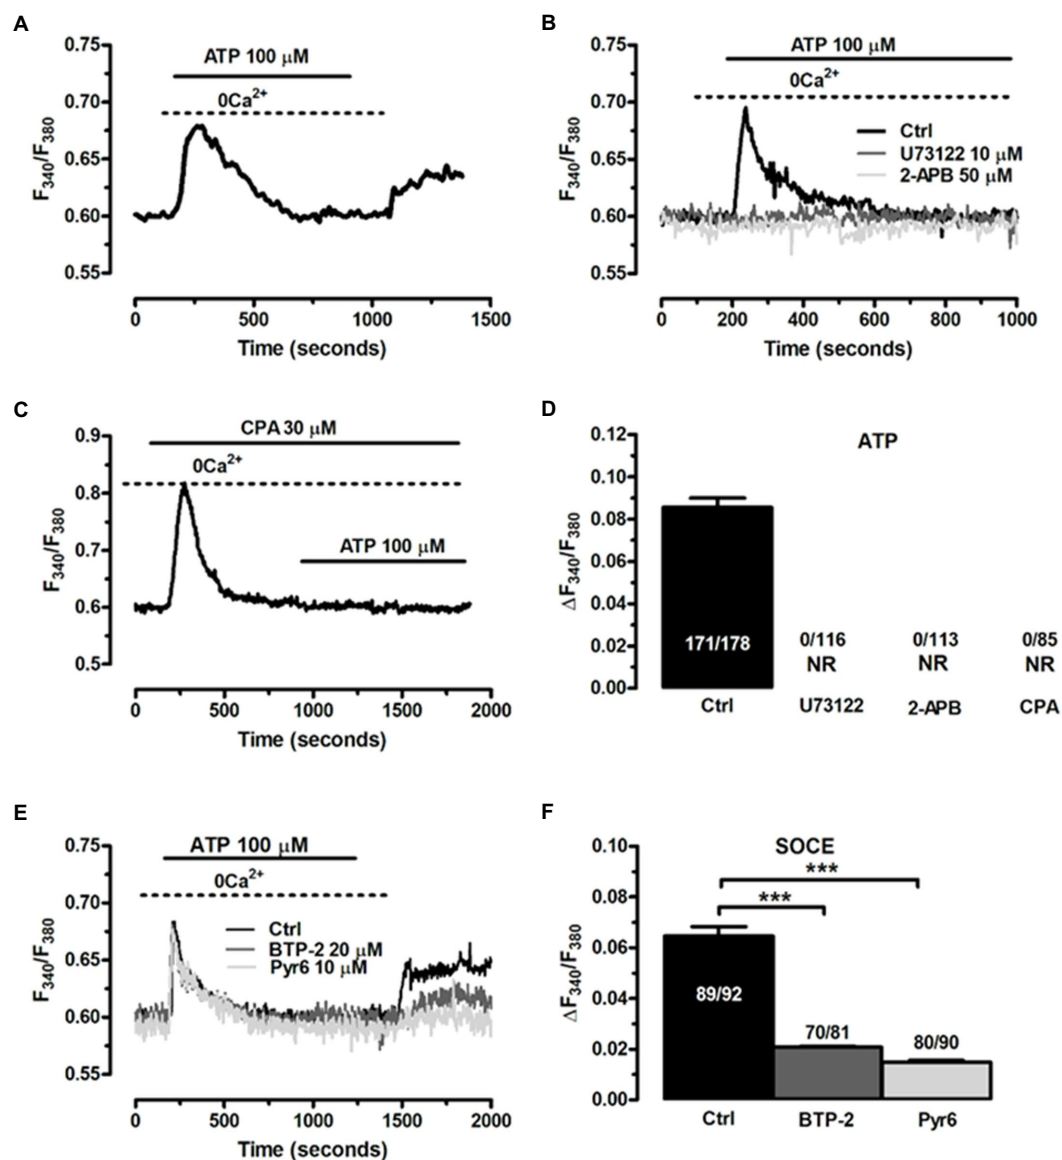 A
ATP 100 µM
0Ca2+
0.75
0.70
0.65
0.60
0.55
F340/F380
0 500 1000 1500
Time (seconds)
B
ATP 100 µM
0Ca2+
0.75
0.70
0.65
0.60
0.55
F340/F380
Ctrl
U73122 10 µM
2-APB 50 µM
0 200 400 600 800 1000
Time (seconds)
C
CPA 30 µM
0Ca2+
ATP 100 µM
0.9
0.8
0.7
0.6
0.5
F340/F380
0 500 1000 1500 2000
Time (seconds)
D
ATP
0.12
0.10
0.08
0.06
0.04
0.02
0.00
ΔF340/F380
171/178
0/116
NR
0/113
NR
0/85
NR
Ctrl U73122 2-APB CPA
E
ATP 100 µM
0Ca2+
0.75
0.70
0.65
0.60
0.55
F340/F380
Ctrl
BTP-2 20 µM
Pyr6 10 µM
0 250 500 750 1000 1250 1500 1750 2000
Time (seconds)
F
SOCE
***
***
0.10
0.08
0.06
0.04
0.02
0.00
ΔF340/F380
89/92
70/81
80/90
Ctrl BTP-2 Pyr6